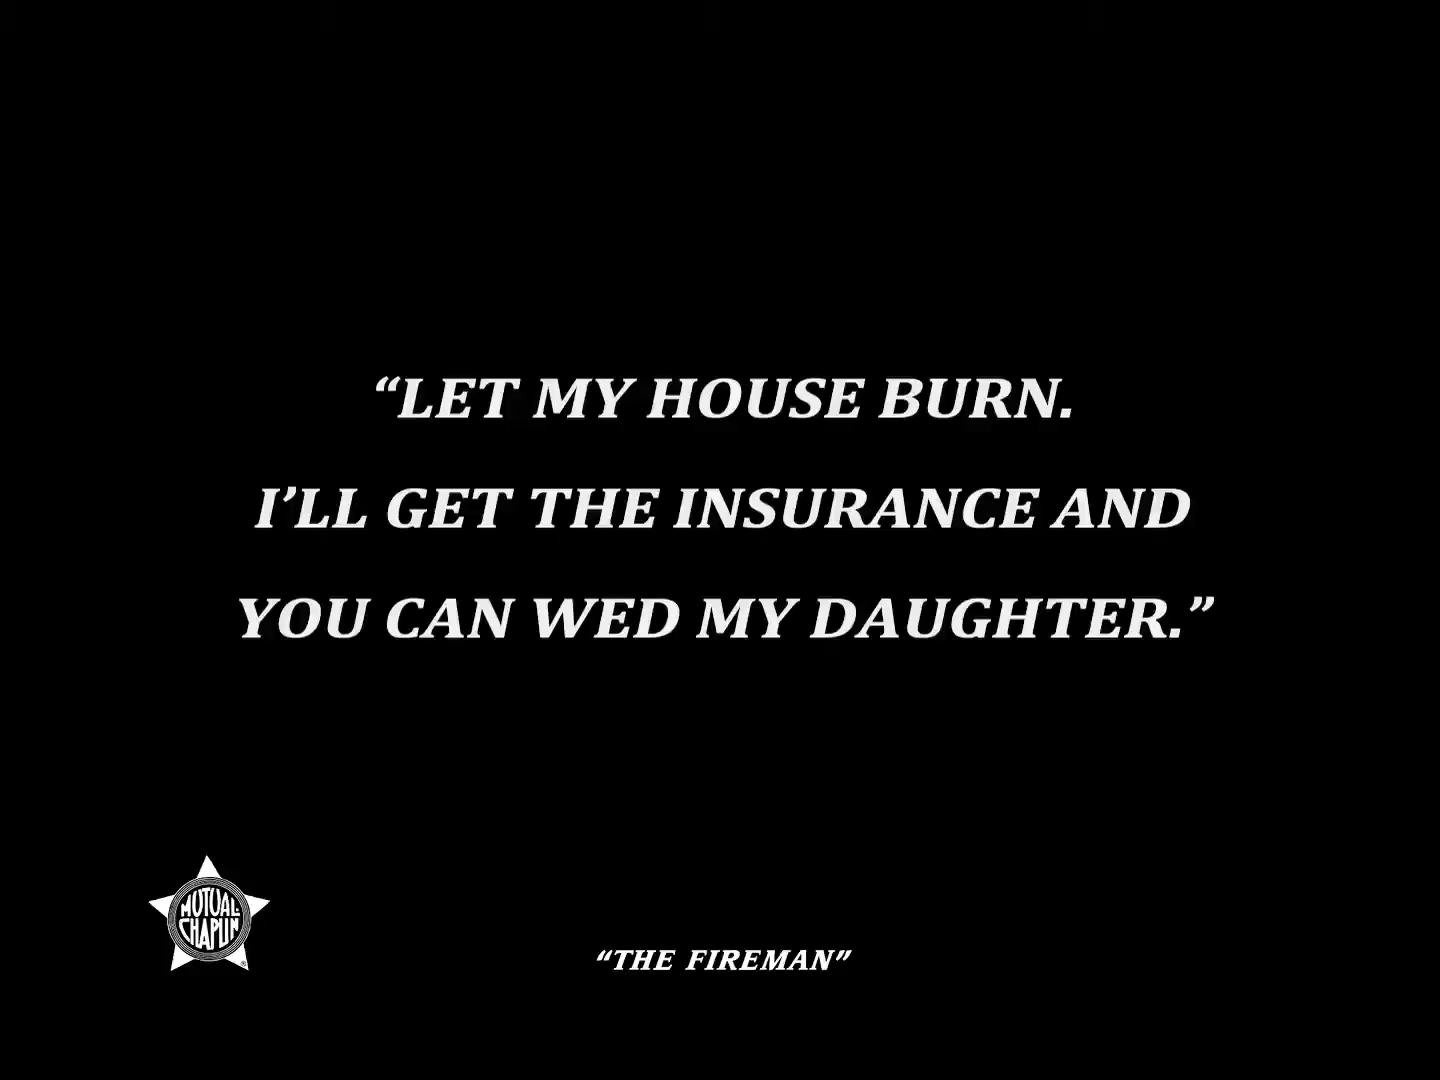 “LET MY HOUSE BURN.
I’LL GET THE INSURANCE AND
YOU CAN WED MY DAUGHTER.”
MUTUAL-
CHAPLIN
“THE FIREMAN”